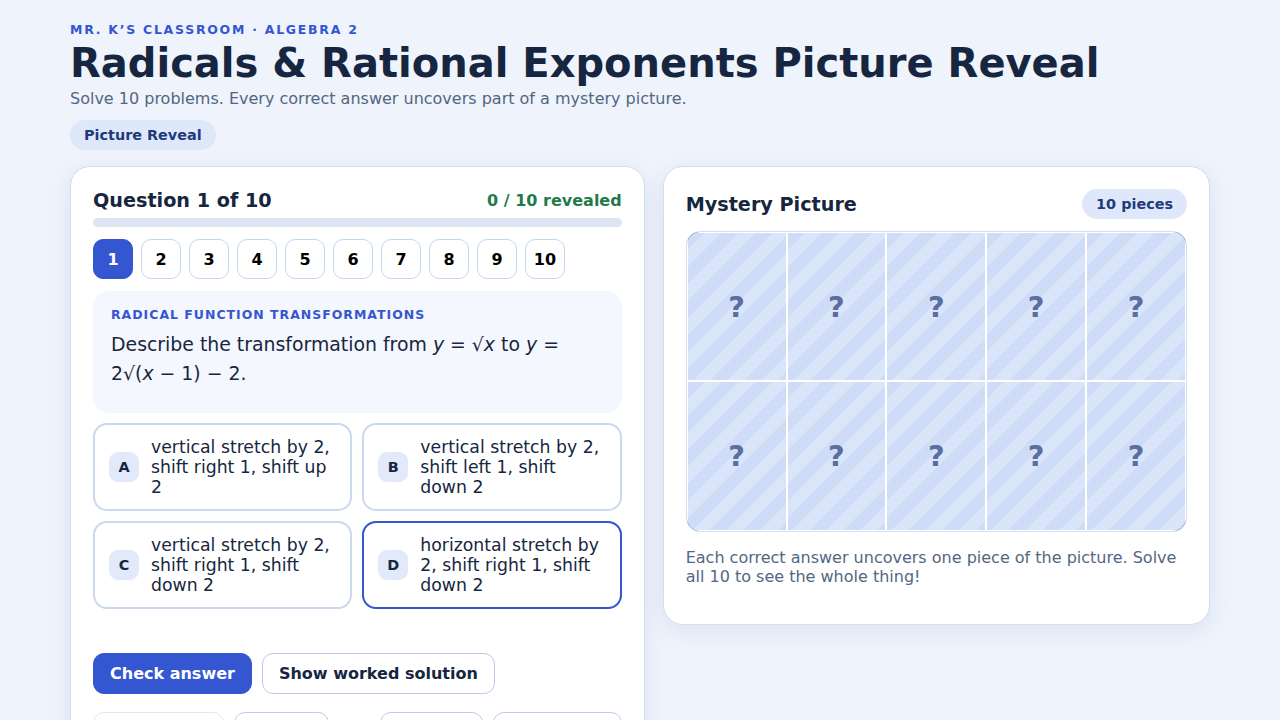 MR. K’S CLASSROOM · ALGEBRA 2
Radicals & Rational Exponents Picture Reveal
Solve 10 problems. Every correct answer uncovers part of a mystery picture.
Picture Reveal
Question 1 of 10
0 / 10 revealed
1 2 3 4 5 6 7 8 9 10
RADICAL FUNCTION TRANSFORMATIONS
Describe the transformation from y = √x to y =
2√(x − 1) − 2.
A
vertical stretch by 2,
shift right 1, shift up
2
B
vertical stretch by 2,
shift left 1, shift
down 2
C
vertical stretch by 2,
shift right 1, shift
down 2
D
horizontal stretch by
2, shift right 1, shift
down 2
Check answer
Show worked solution
Mystery Picture
10 pieces
? ? ? ? ?
? ? ? ? ?
Each correct answer uncovers one piece of the picture. Solve
all 10 to see the whole thing!